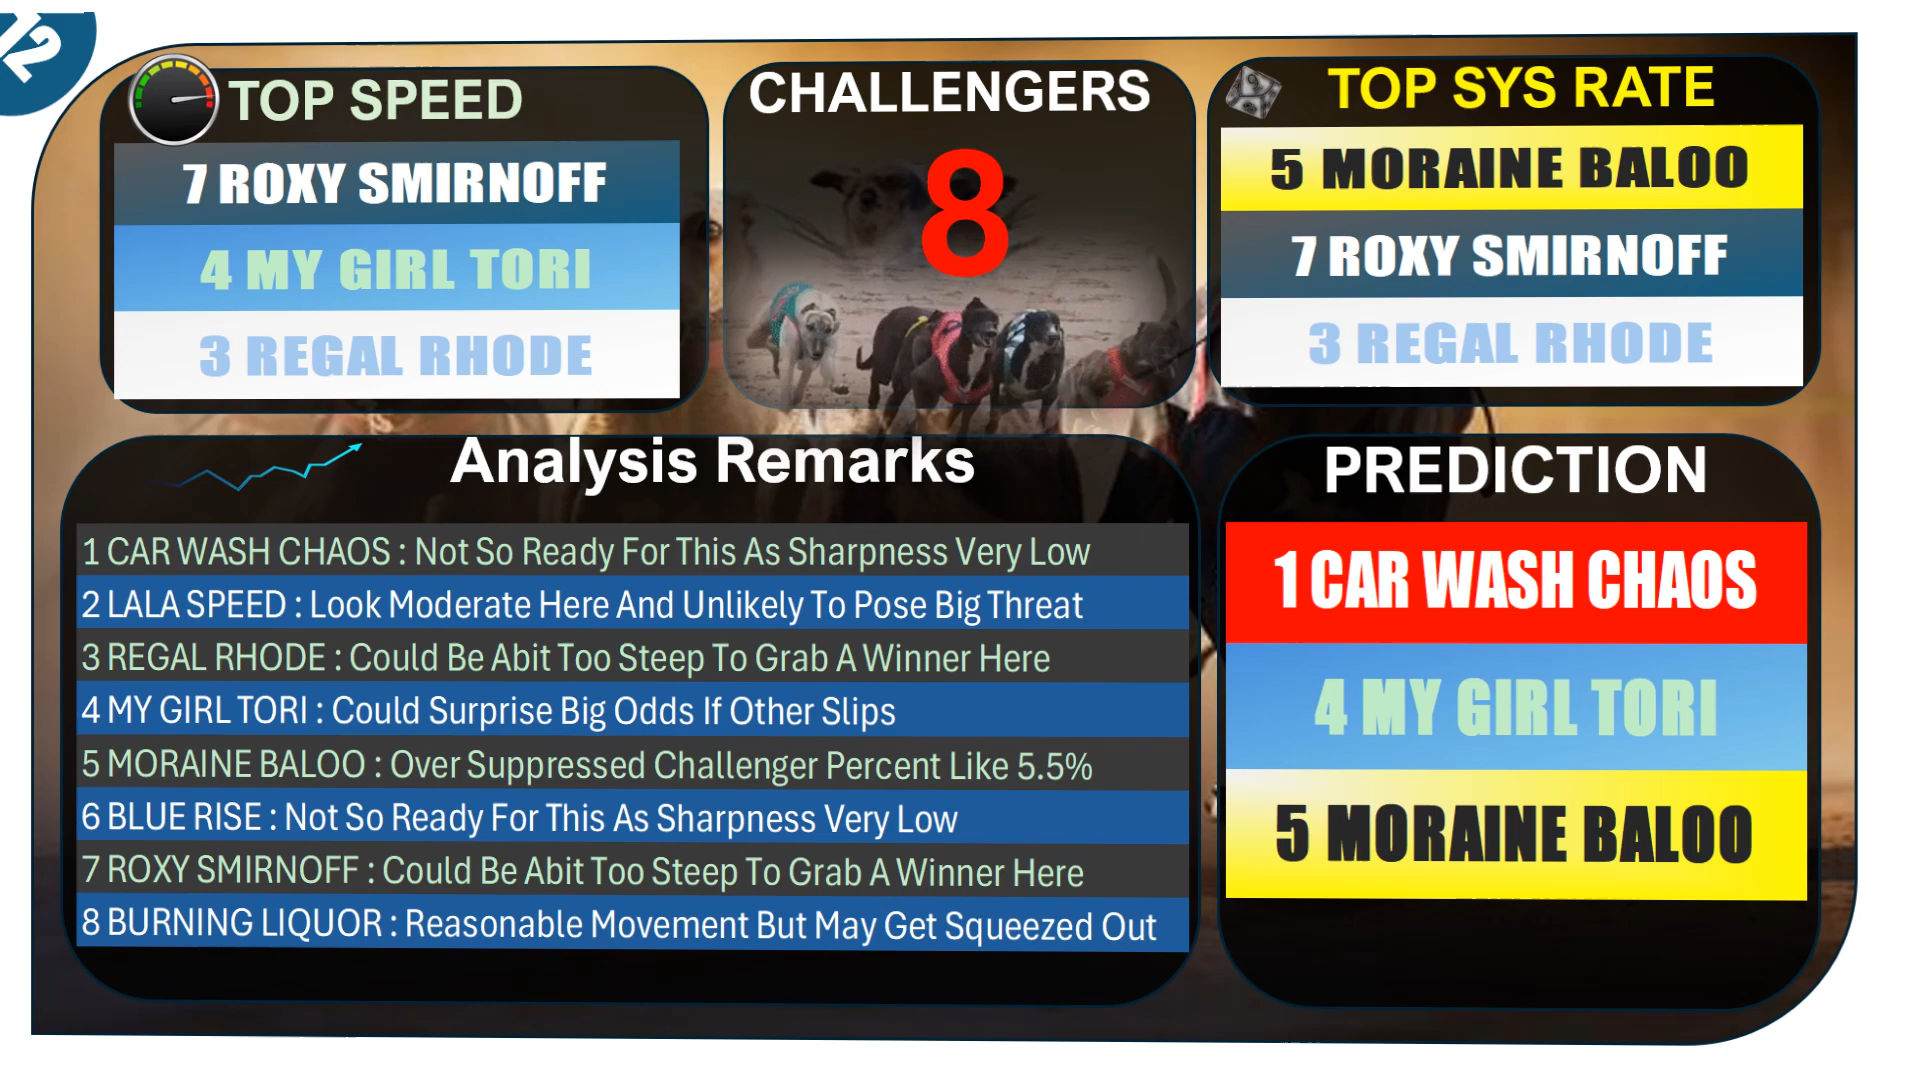 TOP SPEED
7 ROXY SMIRNOFF
4 MY GIRL TORI
3 REGAL RHODE
CHALLENGERS
8
TOP SYS RATE
5 MORAINE BALOO
7 ROXY SMIRNOFF
3 REGAL RHODE
Analysis Remarks
1 CAR WASH CHAOS : Not So Ready For This As Sharpness Very Low
2 LALA SPEED : Look Moderate Here And Unlikely To Pose Big Threat
3 REGAL RHODE : Could Be Abit Too Steep To Grab A Winner Here
4 MY GIRL TORI : Could Surprise Big Odds If Other Slips
5 MORAINE BALOO : Over Suppressed Challenger Percent Like 5.5%
6 BLUE RISE : Not So Ready For This As Sharpness Very Low
7 ROXY SMIRNOFF : Could Be Abit Too Steep To Grab A Winner Here
8 BURNING LIQUOR : Reasonable Movement But May Get Squeezed Out
PREDICTION
1 CAR WASH CHAOS
4 MY GIRL TORI
5 MORAINE BALOO